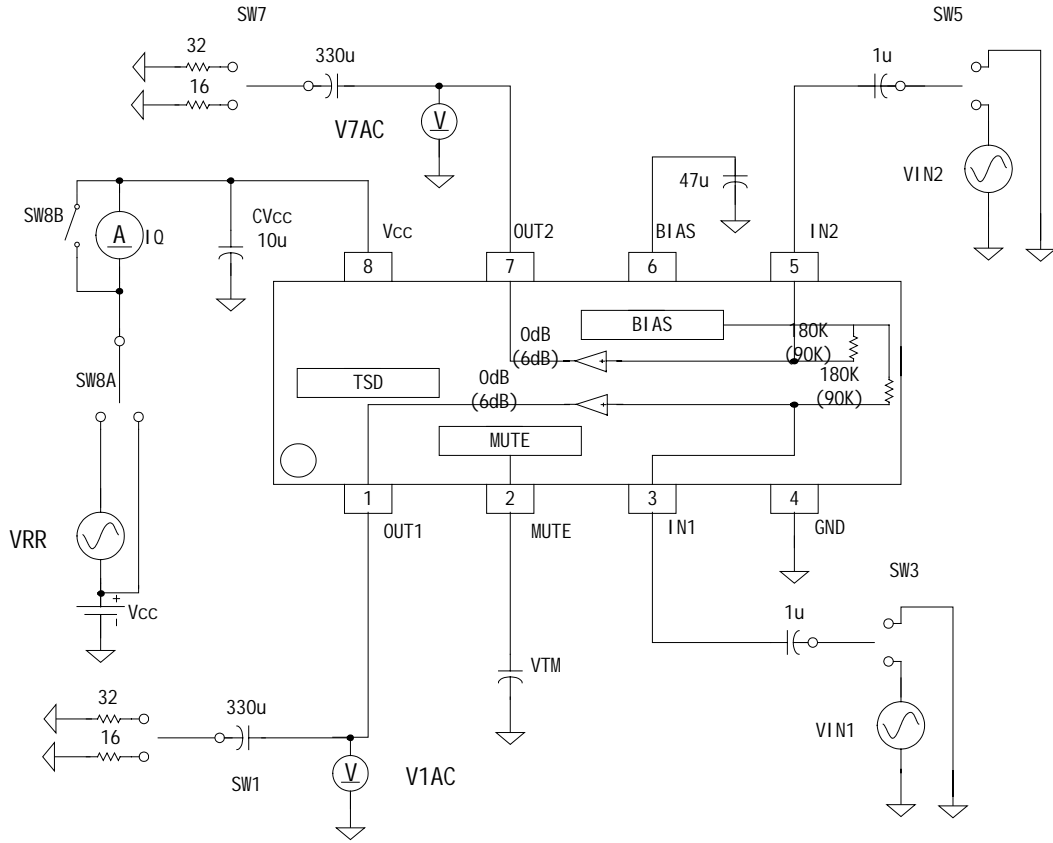 SW7
SW5
32
330u
1u
16
V7AC
V
VIN2
47u
SW8B
A
IQ
CVcc
10u
Vcc
OUT2
BIAS
IN2
8
7
6
5
BIAS
0dB
(6dB)
180K
(90K)
180K
(90K)
TSD
0dB
(6dB)
SW8A
MUTE
1
2
3
4
OUT1
MUTE
IN1
GND
VRR
SW3
+
Vcc
-
1u
VTM
32
330u
16
VIN1
SW1
V
V1AC